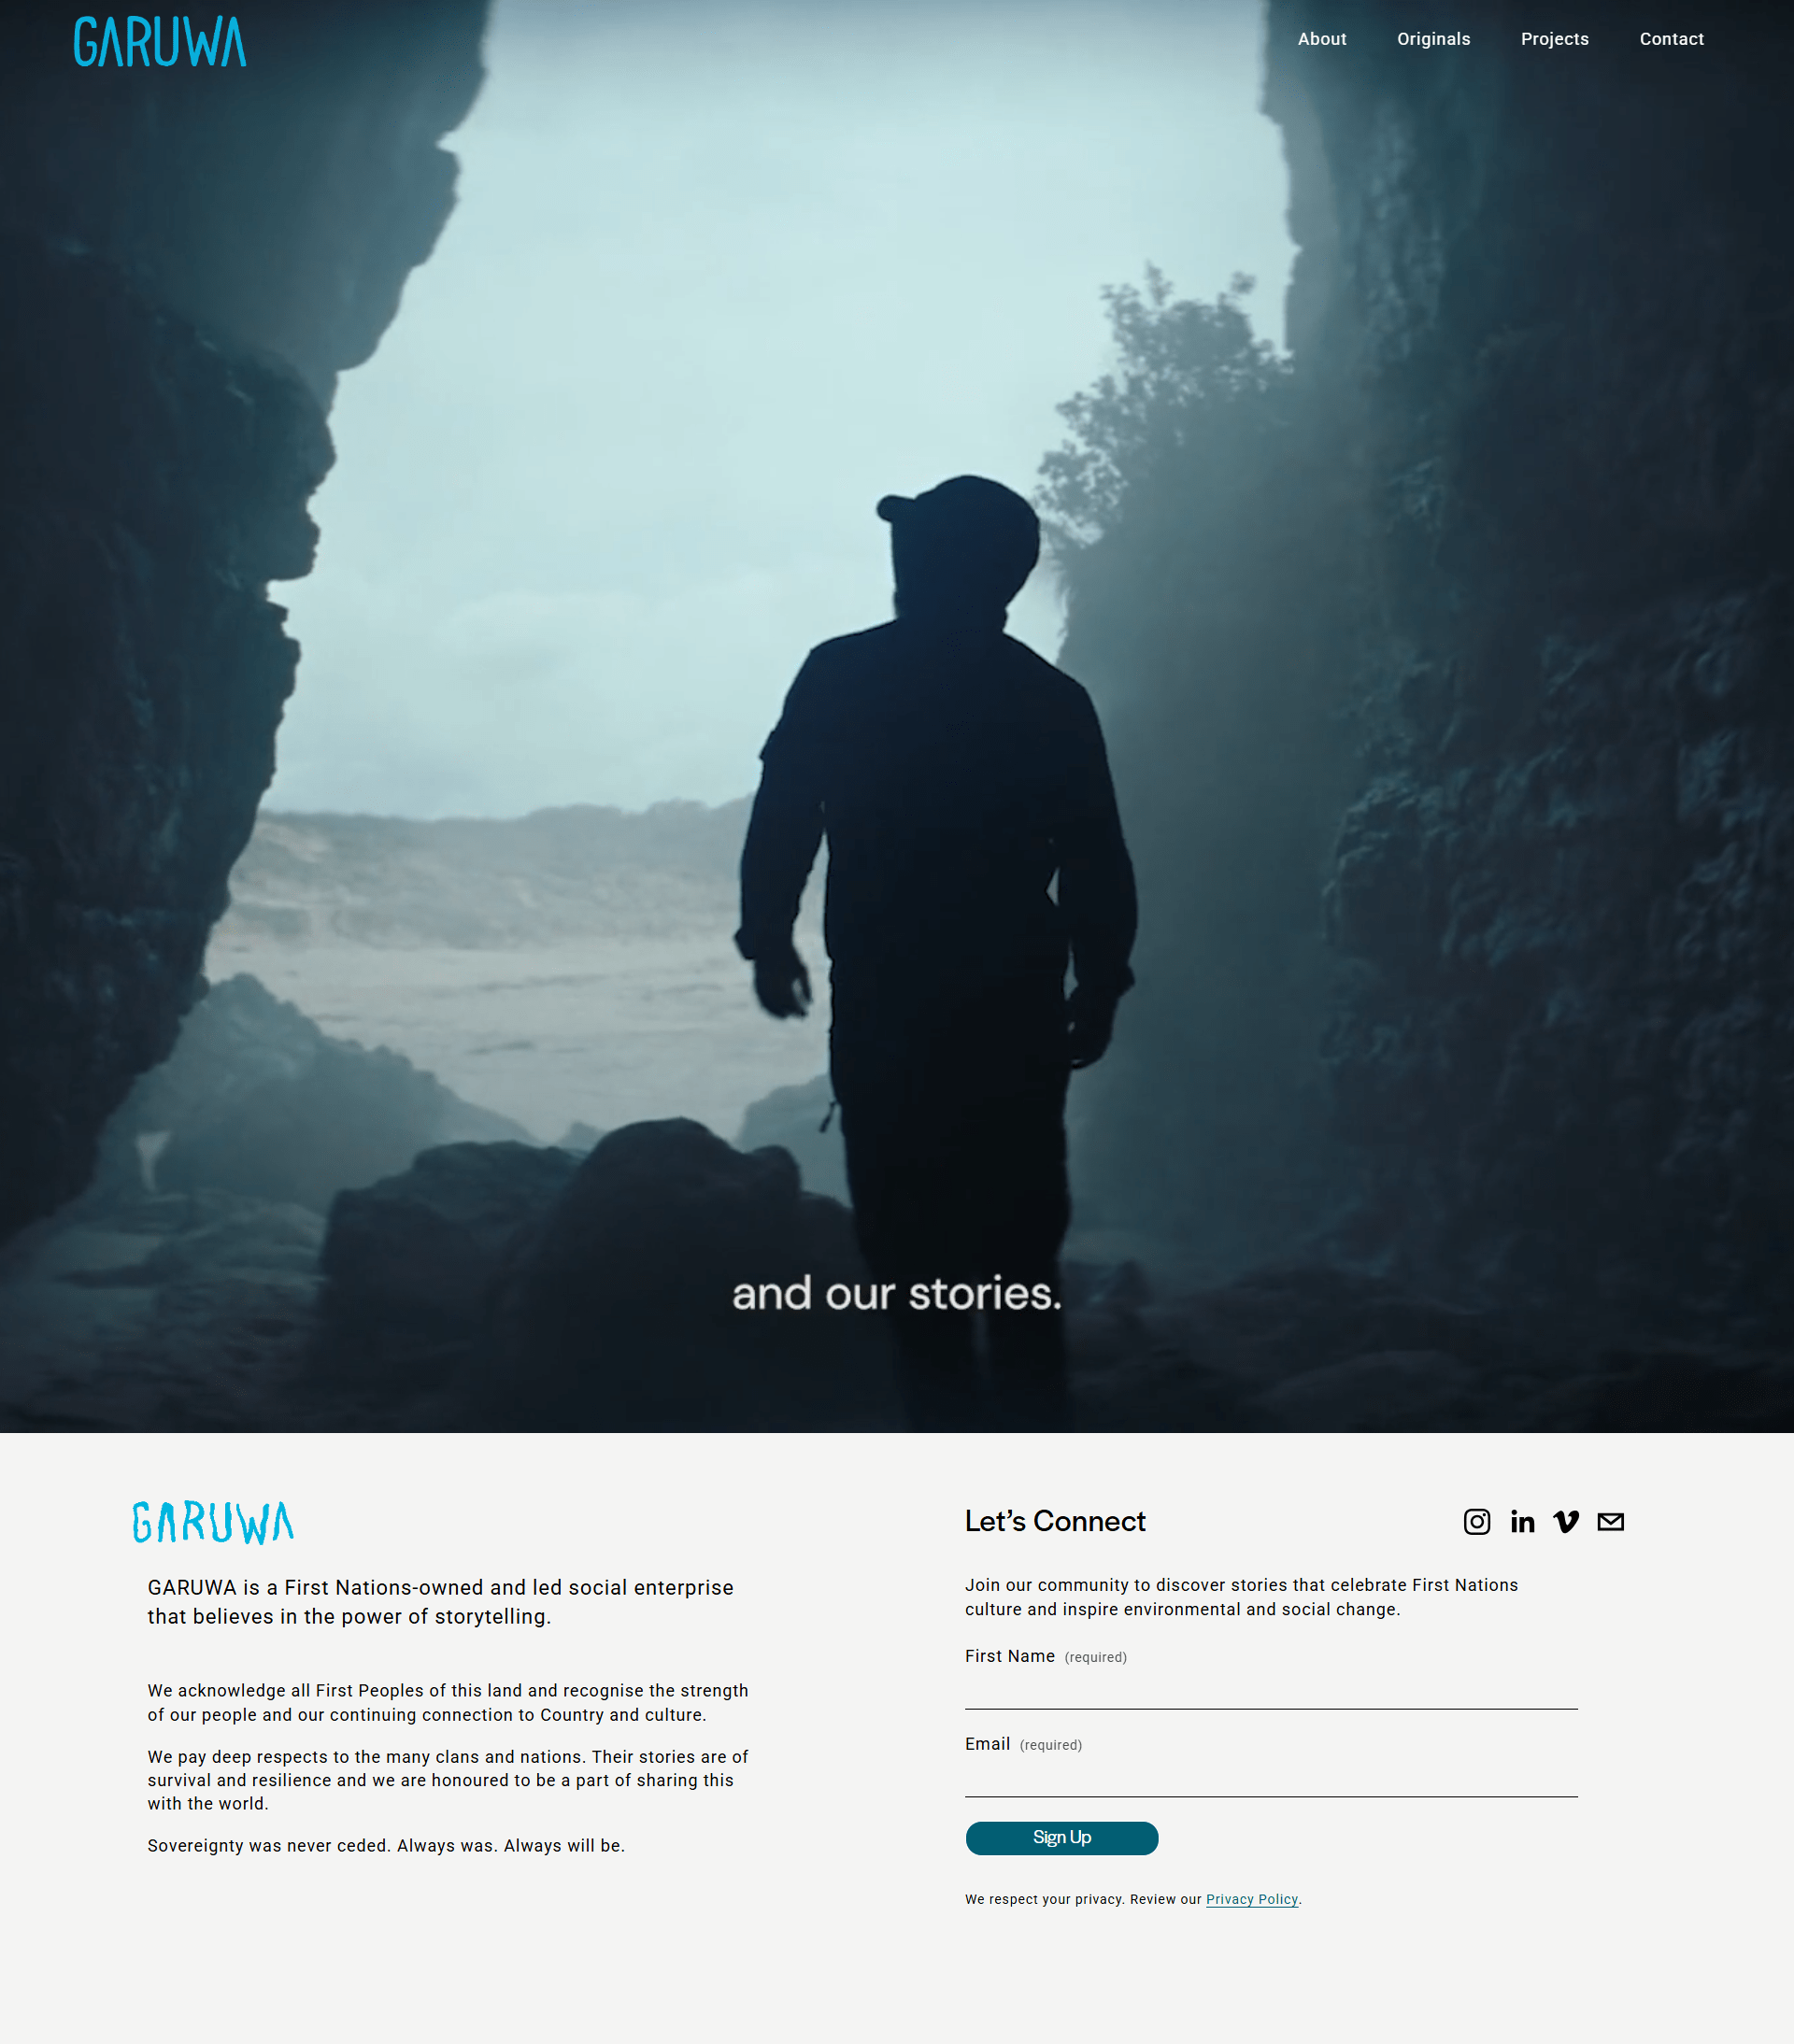 GARUWA
About
Originals
Projects
Contact
and our stories.
GARUWA
GARUWA is a First Nations-owned and led social enterprise
that believes in the power of storytelling.
We acknowledge all First Peoples of this land and recognise the strength
of our people and our continuing connection to Country and culture.
We pay deep respects to the many clans and nations. Their stories are of
survival and resilience and we are honoured to be a part of sharing this
with the world.
Sovereignty was never ceded. Always was. Always will be.
Let’s Connect
Join our community to discover stories that celebrate First Nations
culture and inspire environmental and social change.
First Name (required)
Email (required)
Sign Up
We respect your privacy. Review our Privacy Policy.